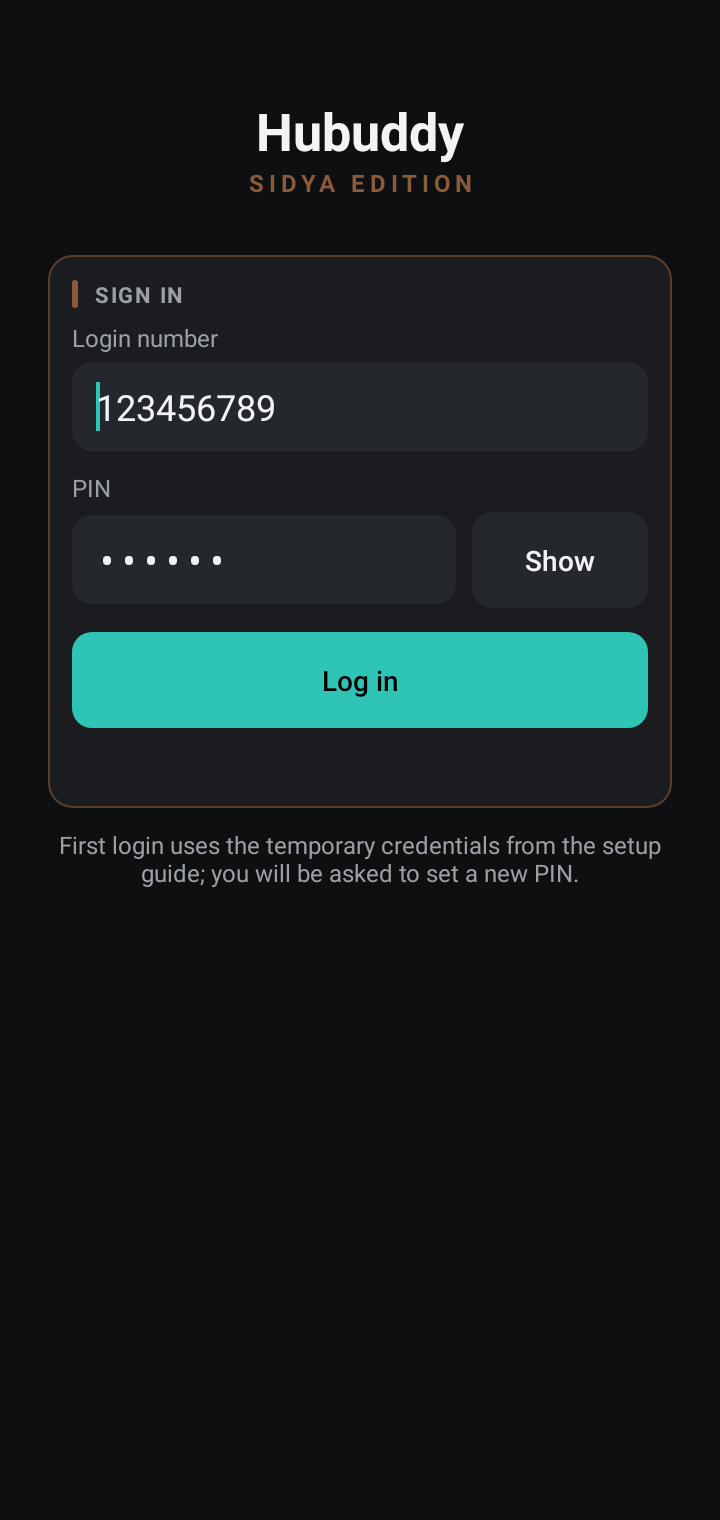 Hubuddy
SIDYA EDITION
SIGN IN
Login number
123456789
PIN
••••••
Show
Log in
First login uses the temporary credentials from the setup
guide; you will be asked to set a new PIN.